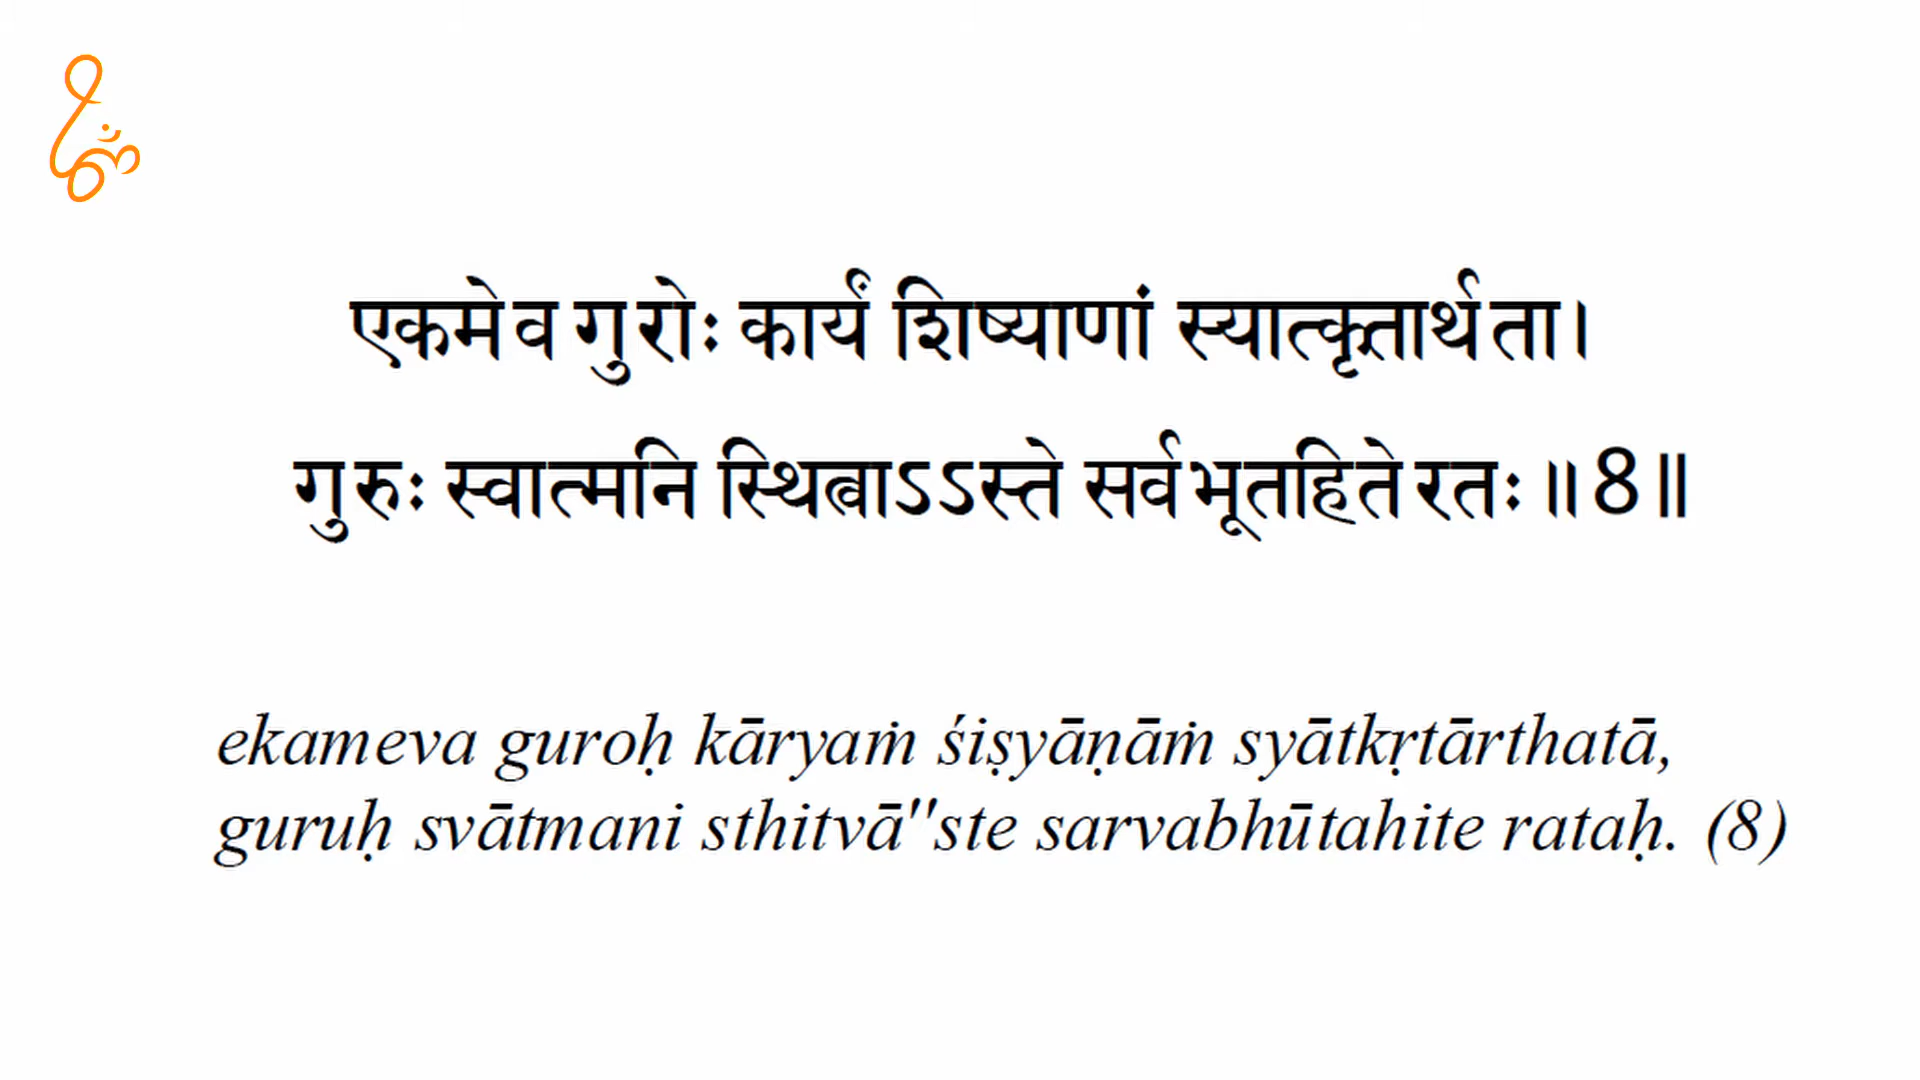 एकमेव गुरोः कार्यं शिष्याणां स्यात्कृतार्थता।
गुरुः स्वात्मनि स्थित्वाऽऽस्ते सर्वभूतहिते रतः॥8॥
ekameva guroḥ kāryaṁ śiṣyāṇāṁ syātkṛtārthatā,
guruḥ svātmani sthitvā''ste sarvabhūtahite rataḥ. (8)